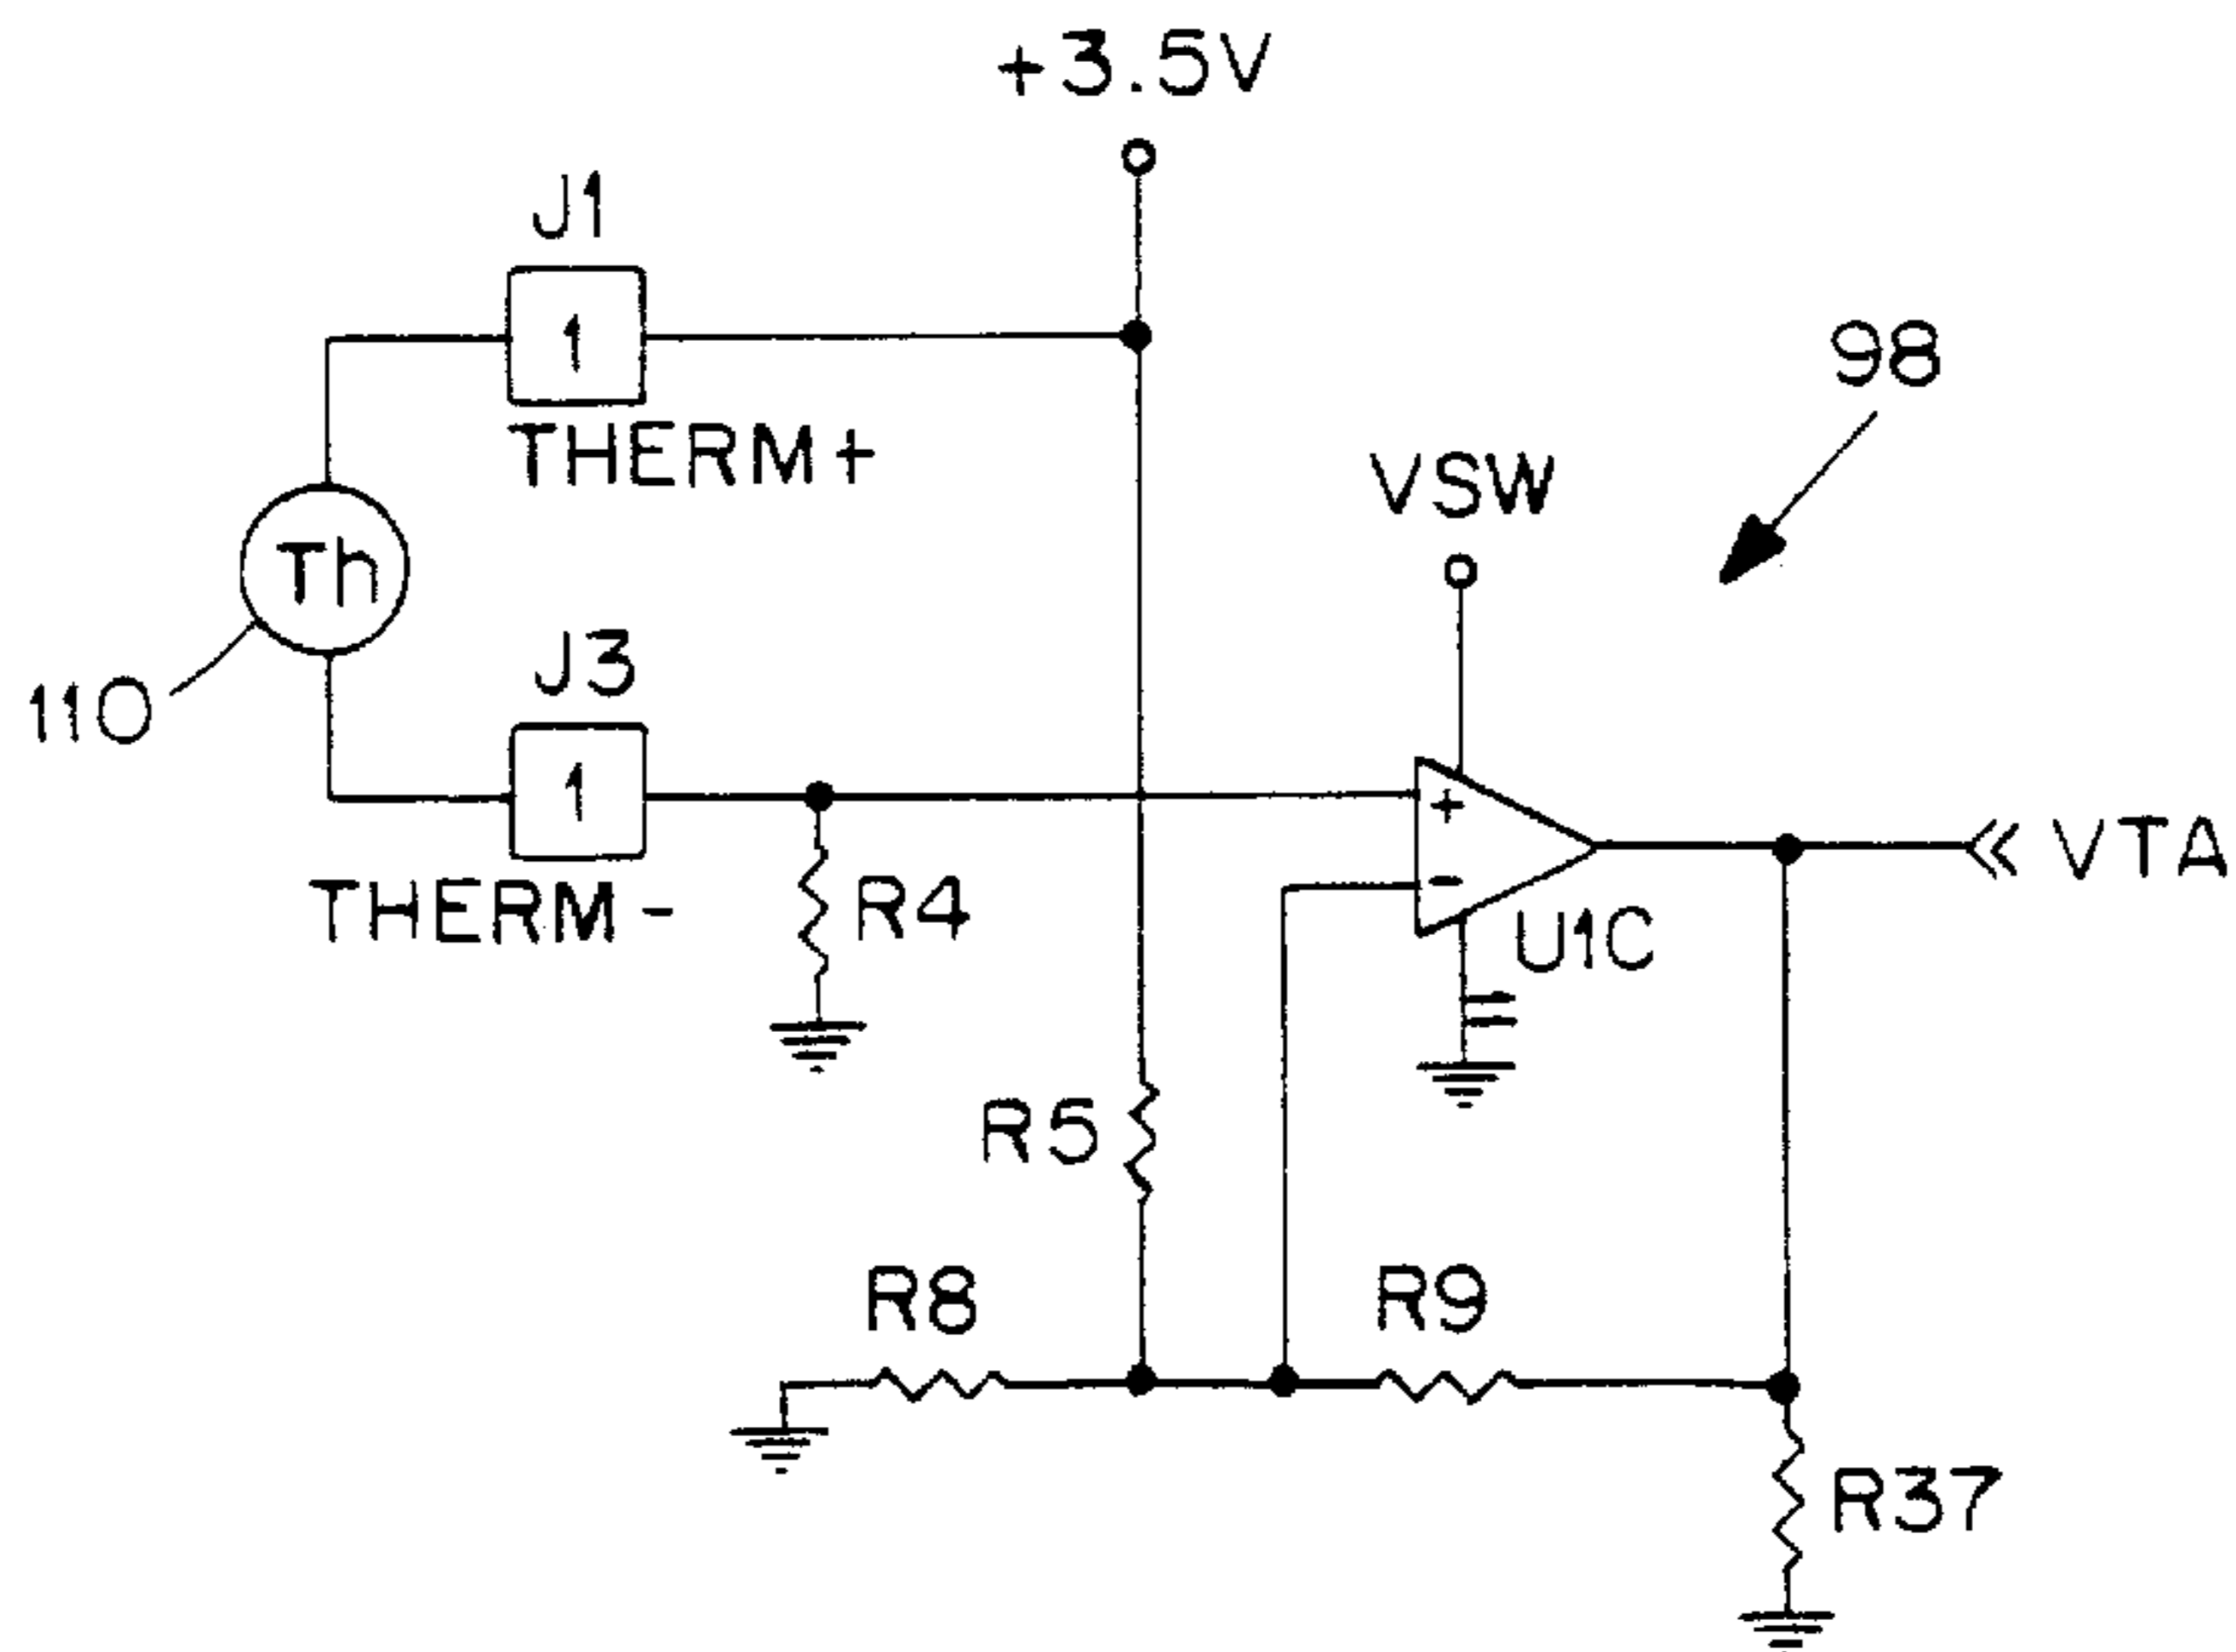 +3.5V
J1
1
THERM+
98
VSW
Th
J3
110
1
+
VTA
THERM-
R4
-
U1C
R5
R8
R9
R37